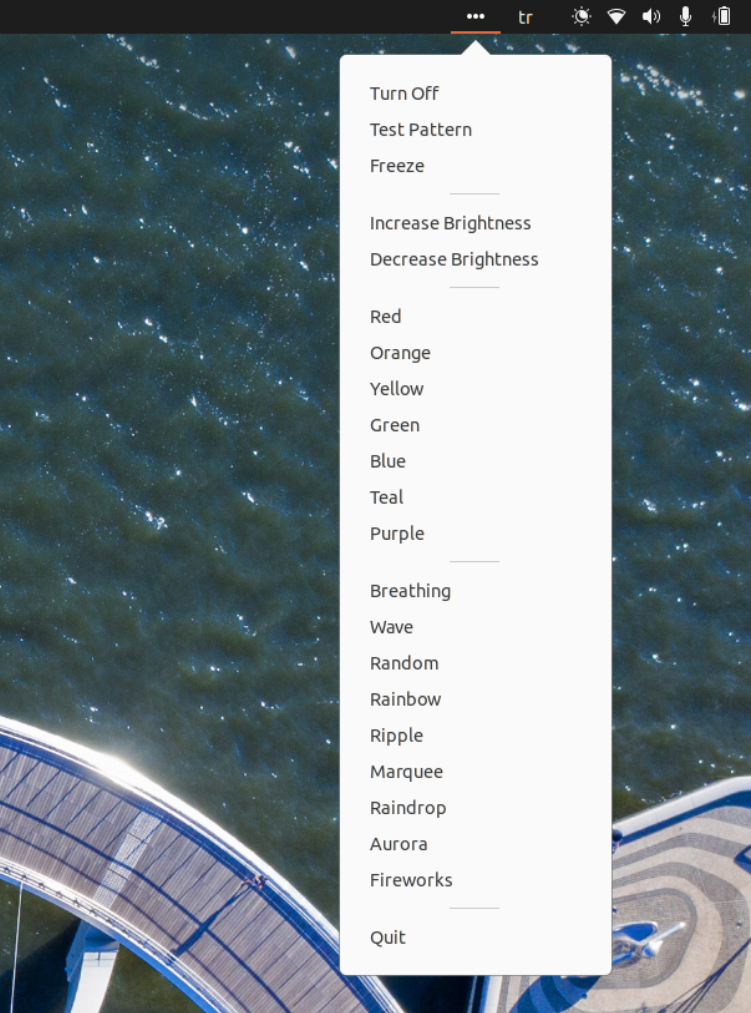 tr
Turn Off
Test Pattern
Freeze
Increase Brightness
Decrease Brightness
Red
Orange
Yellow
Green
Blue
Teal
Purple
Breathing
Wave
Random
Rainbow
Ripple
Marquee
Raindrop
Aurora
Fireworks
Quit